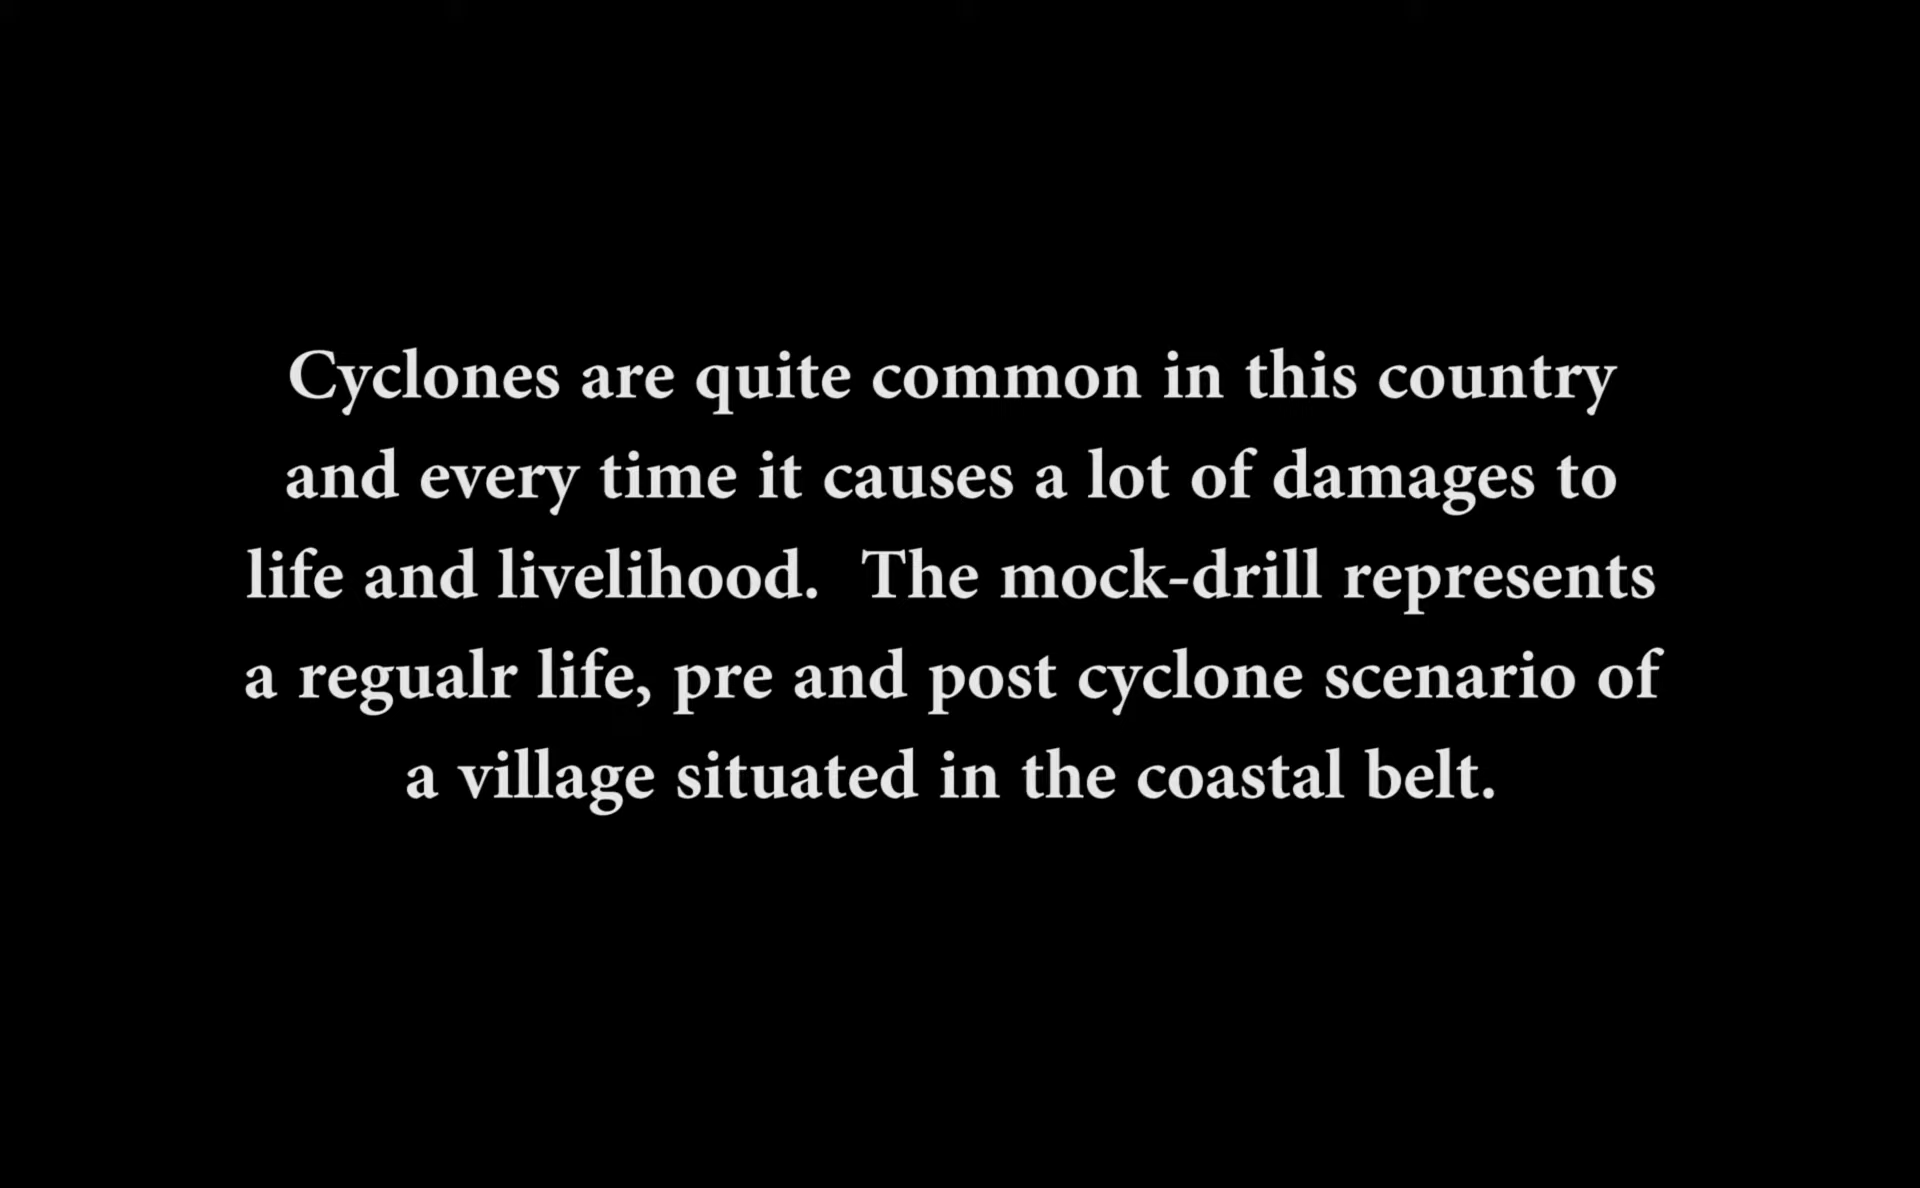 Cyclones are quite common in this country
and every time it causes a lot of damages to
life and livelihood.  The mock-drill represents
a regualr life, pre and post cyclone scenario of
a village situated in the coastal belt.